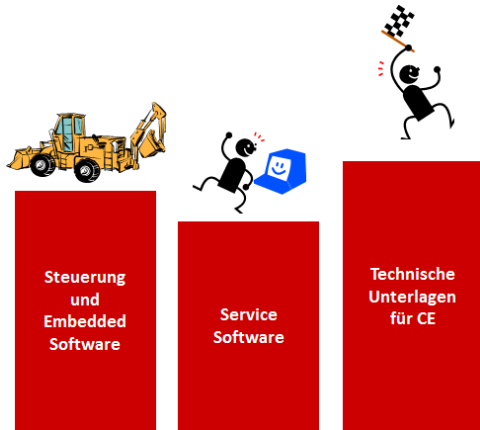 Steuerung
und
Embedded
Software
Service
Software
Technische
Unterlagen
für CE